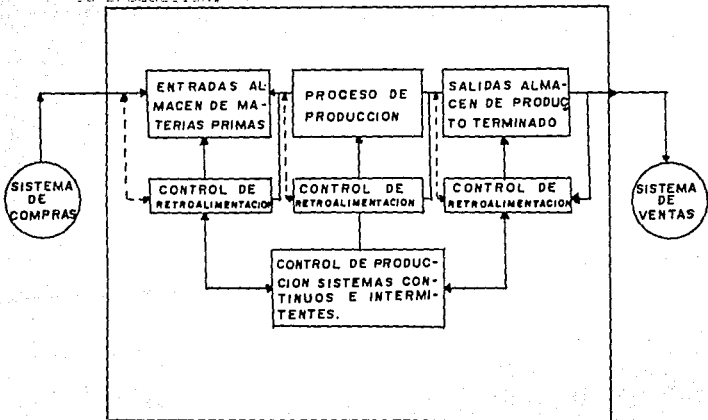 ENTRADAS AL-
MACEN DE MA-
TERIAS PRIMAS
PROCESO DE
PRODUCCION
SALIDAS ALMA-
CEN DE PRODUC
TO TERMINADO
SISTEMA
DE
COMPRAS
CONTROL DE
RETROALIMENTACION
CONTROL DE
RETROALIMENTACION
CONTROL DE
RETROALIMENTACION
SISTEMA
DE
VENTAS
CONTROL DE PRODUC-
CION SISTEMAS CON-
TINUOS E INTERMI-
TENTES.